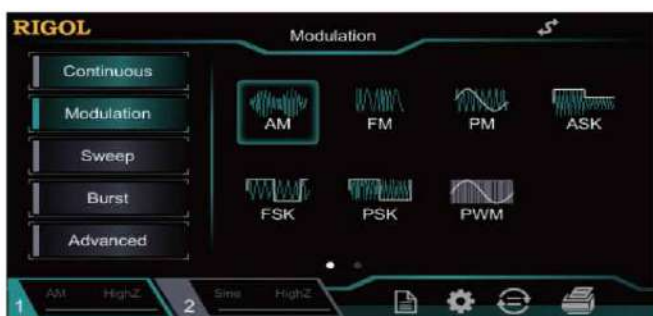 RIGOL
Modulation
Continuous
Modulation
Sweep
Burst
Advanced
AM
FM
PM
ASK
FSK
PSK
PWM
1
AM
HighZ
2
Sine
HighZ